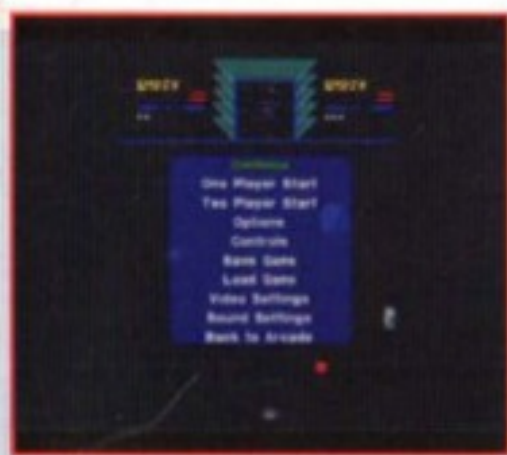 Continue
One Player Start
Two Player Start
Options
Controls
Save Game
Load Game
Video Settings
Sound Settings
Back to Arcade